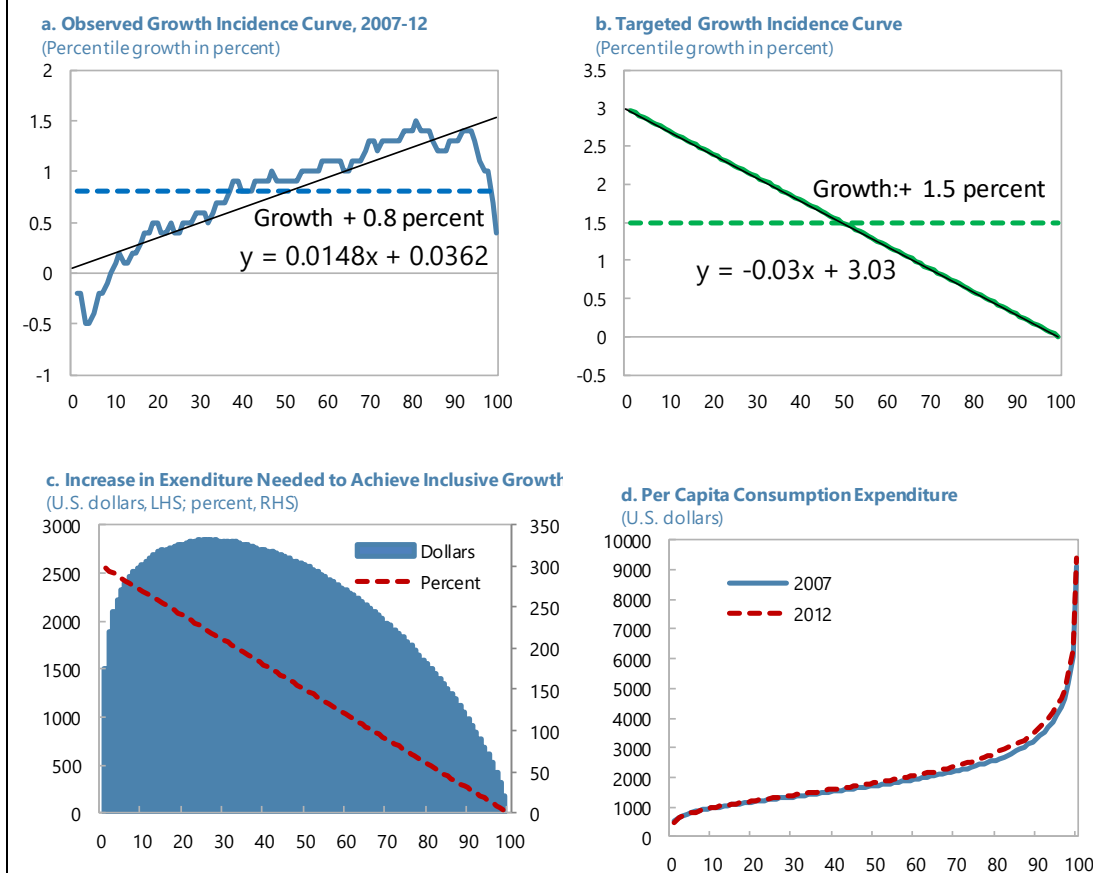 a. Observed Growth Incidence Curve, 2007-12
(Percentile growth in percent)
2
1.5
1
0.5
0
-0.5
-1
Growth + 0.8 percent
y = 0.0148x + 0.0362
0 10 20 30 40 50 60 70 80 90 100
b. Targeted Growth Incidence Curve
(Percentile growth in percent)
3.5
3
2.5
2
1.5
1
0.5
0
-0.5
Growth:+ 1.5 percent
y = -0.03x + 3.03
0 10 20 30 40 50 60 70 80 90 100
c. Increase in Exenditure Needed to Achieve Inclusive Growth
(U.S. dollars, LHS; percent, RHS)
3000
2500
2000
1500
1000
500
0
Dollars
Percent
350
300
250
200
150
100
50
0
0 10 20 30 40 50 60 70 80 90 100
d. Per Capita Consumption Expenditure
(U.S. dollars)
10000
9000
8000
7000
6000
5000
4000
3000
2000
1000
0
2007
2012
0 10 20 30 40 50 60 70 80 90 100